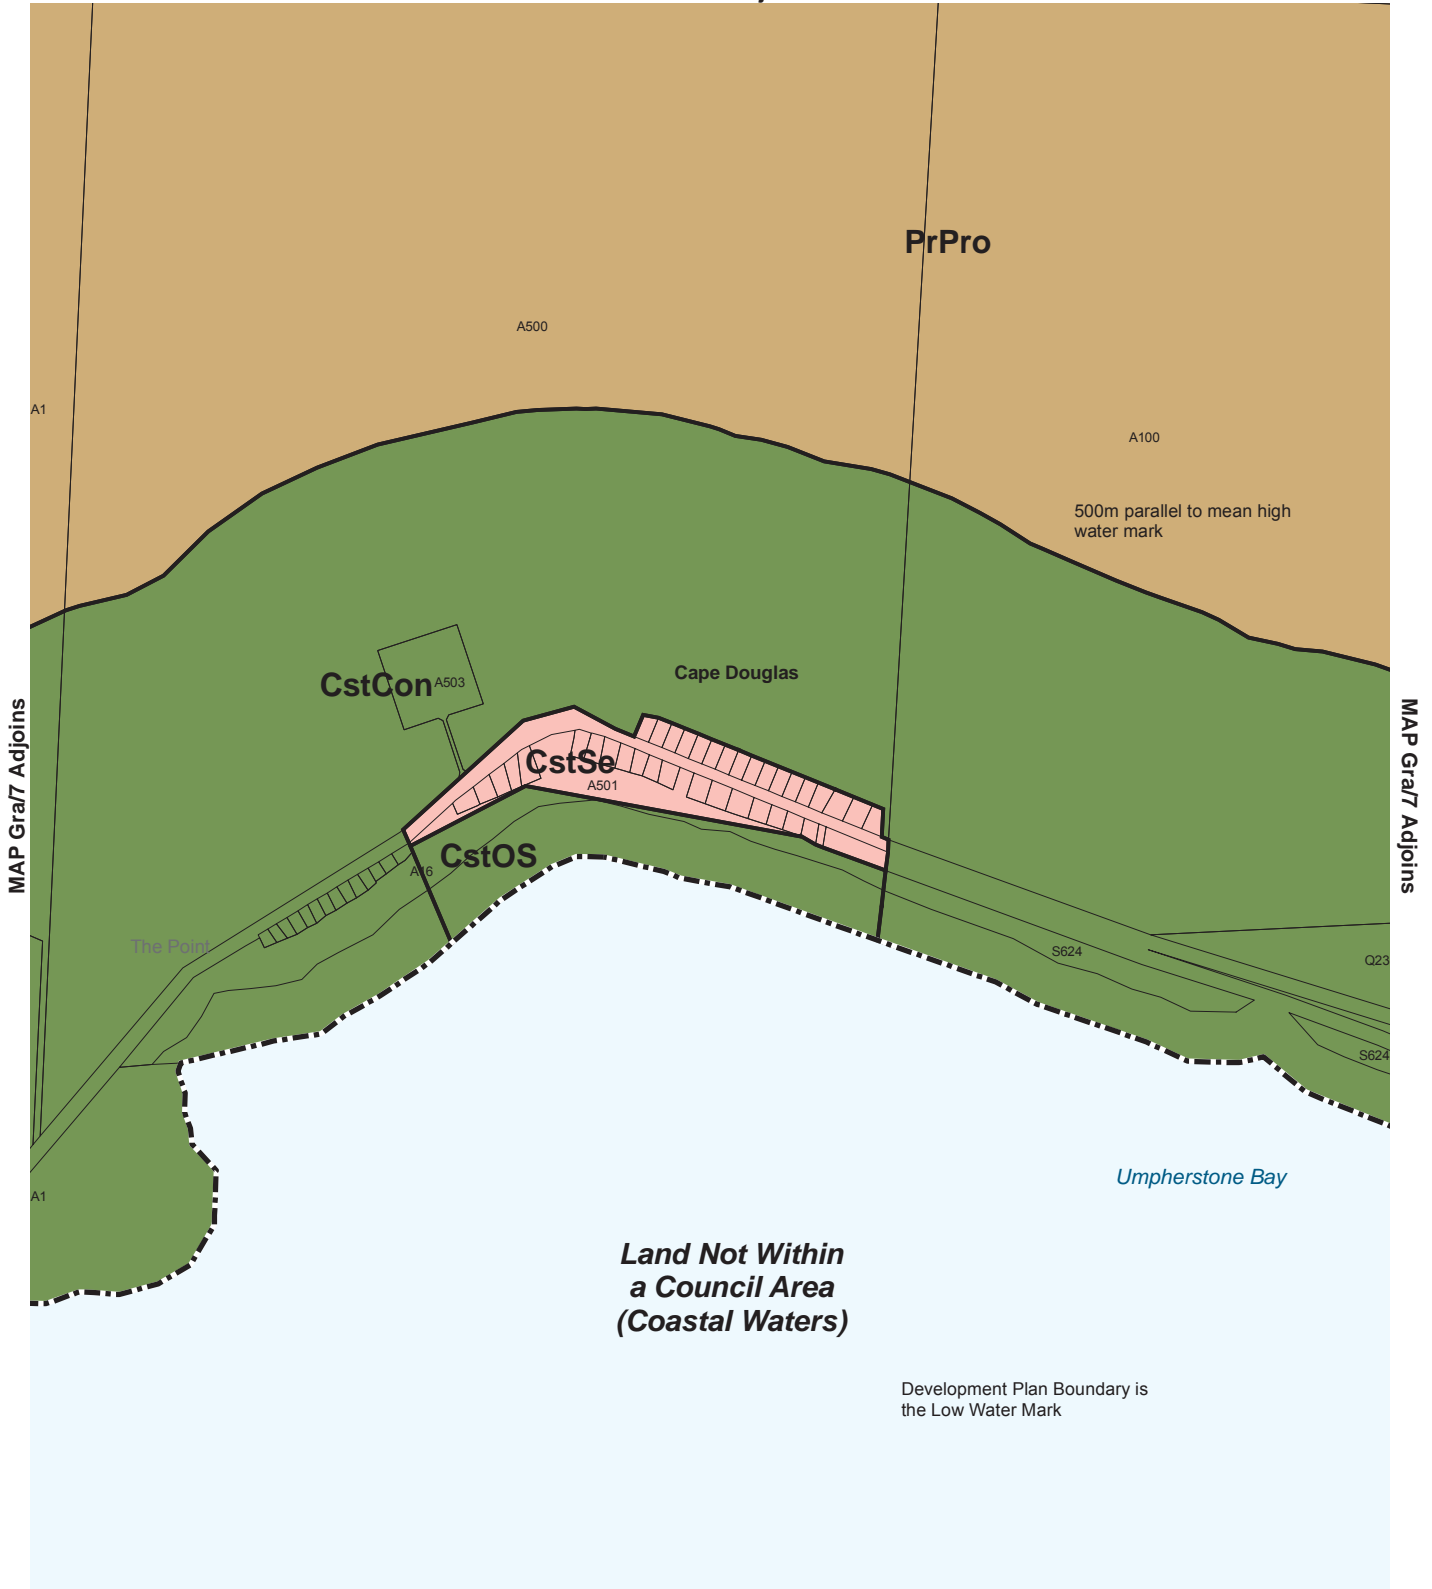 PrPro
A500
A1
A100
500m parallel to mean high
water mark
Cape Douglas
CstCon
A503
MAP Gra/7 Adjoins
MAP Gra/7 Adjoins
CstSe
A501
CstOS
A16
The Point
S624
Q23
S624
Umpherstone Bay
A1
Land Not Within
a Council Area
(Coastal Waters)
Development Plan Boundary is
the Low Water Mark